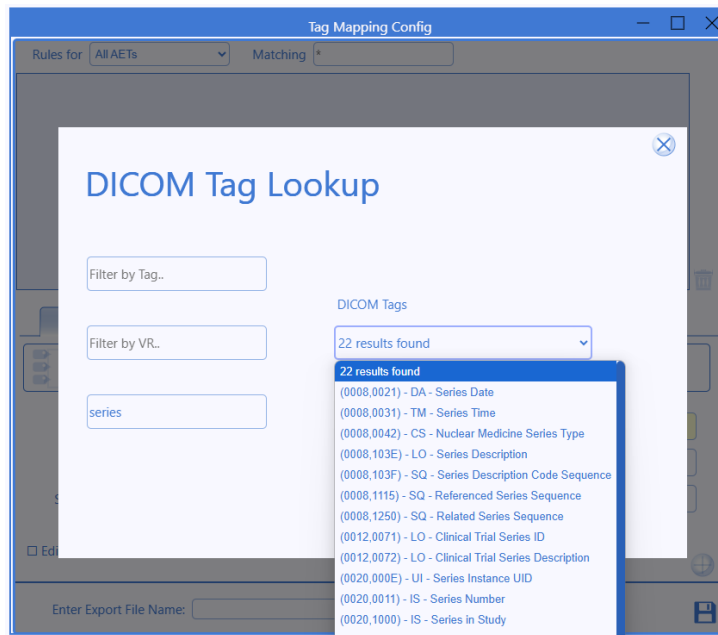 Tag Mapping Config
Rules for All AETs Matching *
DICOM Tag Lookup
Filter by Tag..
DICOM Tags
Filter by VR..
22 results found
22 results found
series
(0008,0021) - DA - Series Date
(0008,0031) - TM - Series Time
(0008,0042) - CS - Nuclear Medicine Series Type
(0008,103E) - LO - Series Description
(0008,103F) - SQ - Series Description Code Sequence
(0008,1115) - SQ - Referenced Series Sequence
(0008,1250) - SQ - Related Series Sequence
(0012,0071) - LO - Clinical Trial Series ID
(0012,0072) - LO - Clinical Trial Series Description
(0020,000E) - UI - Series Instance UID
(0020,0011) - IS - Series Number
(0020,1000) - IS - Series in Study
S
Edi
Enter Export File Name: